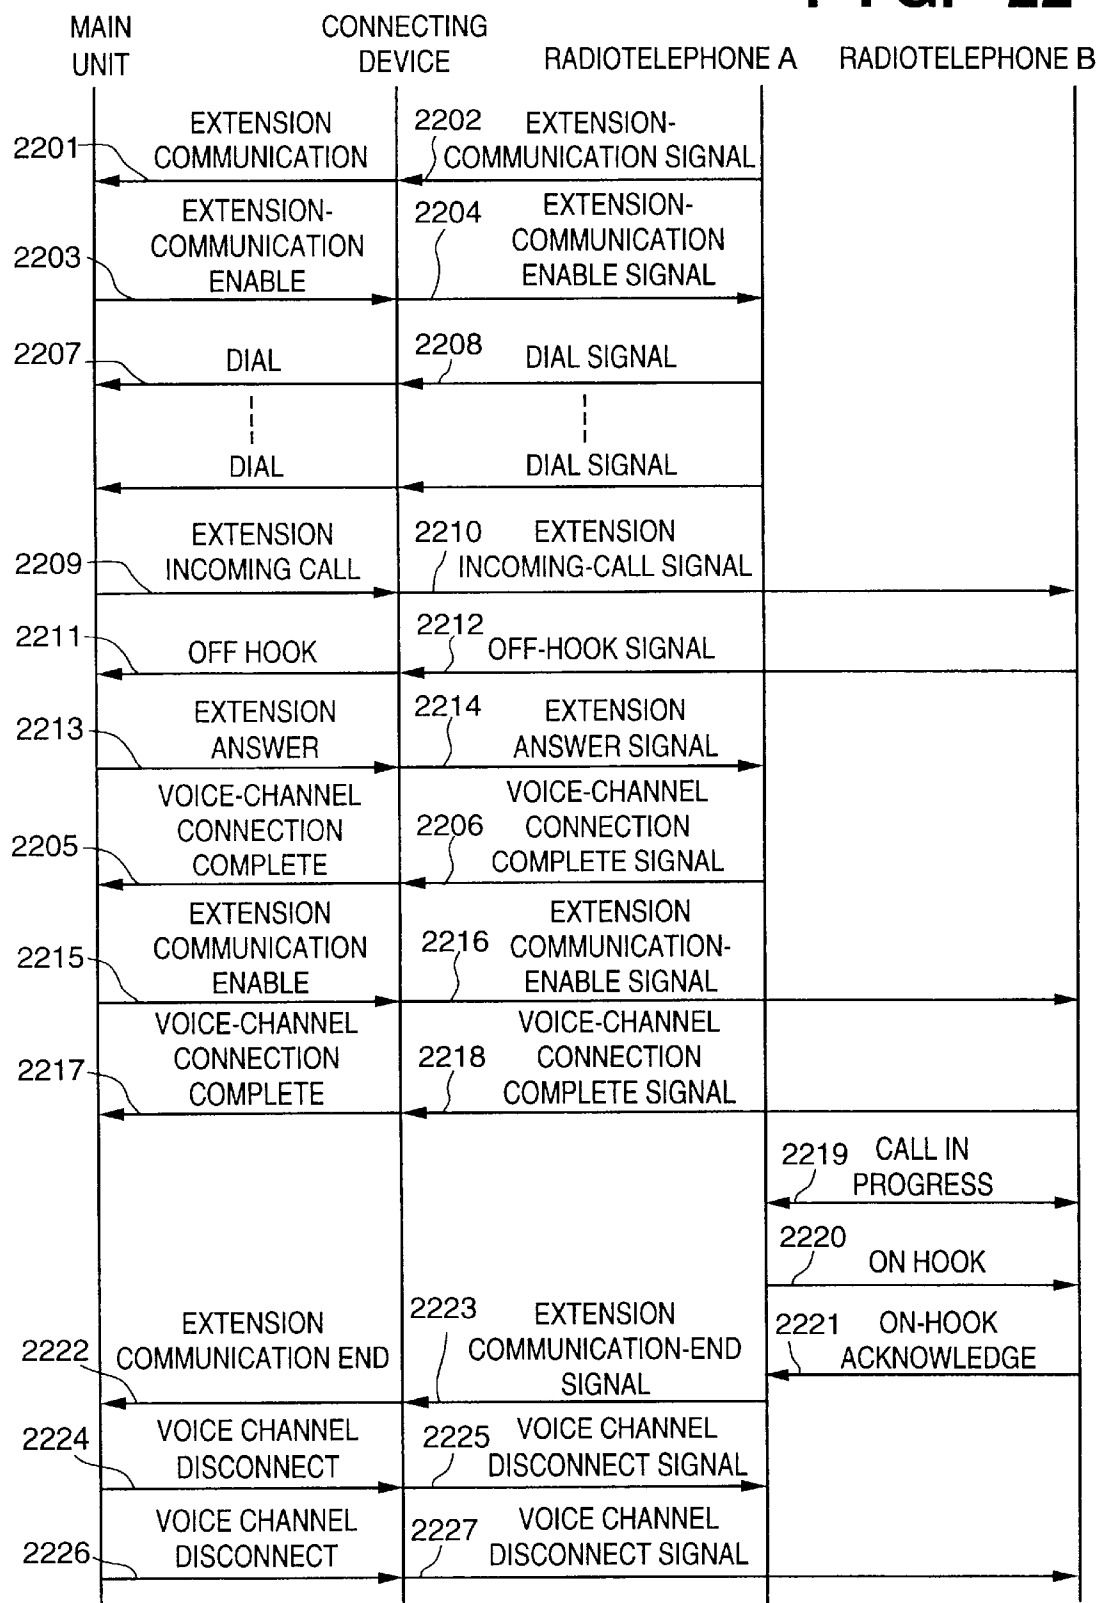 FIG. 22
MAIN
UNIT
CONNECTING
DEVICE
RADIOTELEPHONE A
RADIOTELEPHONE B
2201
EXTENSION
COMMUNICATION
2202
EXTENSION-
COMMUNICATION SIGNAL
2203
EXTENSION-
COMMUNICATION
ENABLE
2204
EXTENSION-
COMMUNICATION
ENABLE SIGNAL
2207
DIAL
2208
DIAL SIGNAL
DIAL
DIAL SIGNAL
2209
EXTENSION
INCOMING CALL
2210
EXTENSION
INCOMING-CALL SIGNAL
2211
OFF HOOK
2212
OFF-HOOK SIGNAL
2213
EXTENSION
ANSWER
2214
EXTENSION
ANSWER SIGNAL
2205
VOICE-CHANNEL
CONNECTION
COMPLETE
2206
VOICE-CHANNEL
CONNECTION
COMPLETE SIGNAL
2215
EXTENSION
COMMUNICATION
ENABLE
2216
EXTENSION
COMMUNICATION-
ENABLE SIGNAL
2217
VOICE-CHANNEL
CONNECTION
COMPLETE
2218
VOICE-CHANNEL
CONNECTION
COMPLETE SIGNAL
2219
CALL IN
PROGRESS
2220
ON HOOK
2221
ON-HOOK
ACKNOWLEDGE
2222
EXTENSION
COMMUNICATION END
2223
EXTENSION
COMMUNICATION-END
SIGNAL
2224
VOICE CHANNEL
DISCONNECT
2225
VOICE CHANNEL
DISCONNECT SIGNAL
2226
VOICE CHANNEL
DISCONNECT
2227
VOICE CHANNEL
DISCONNECT SIGNAL